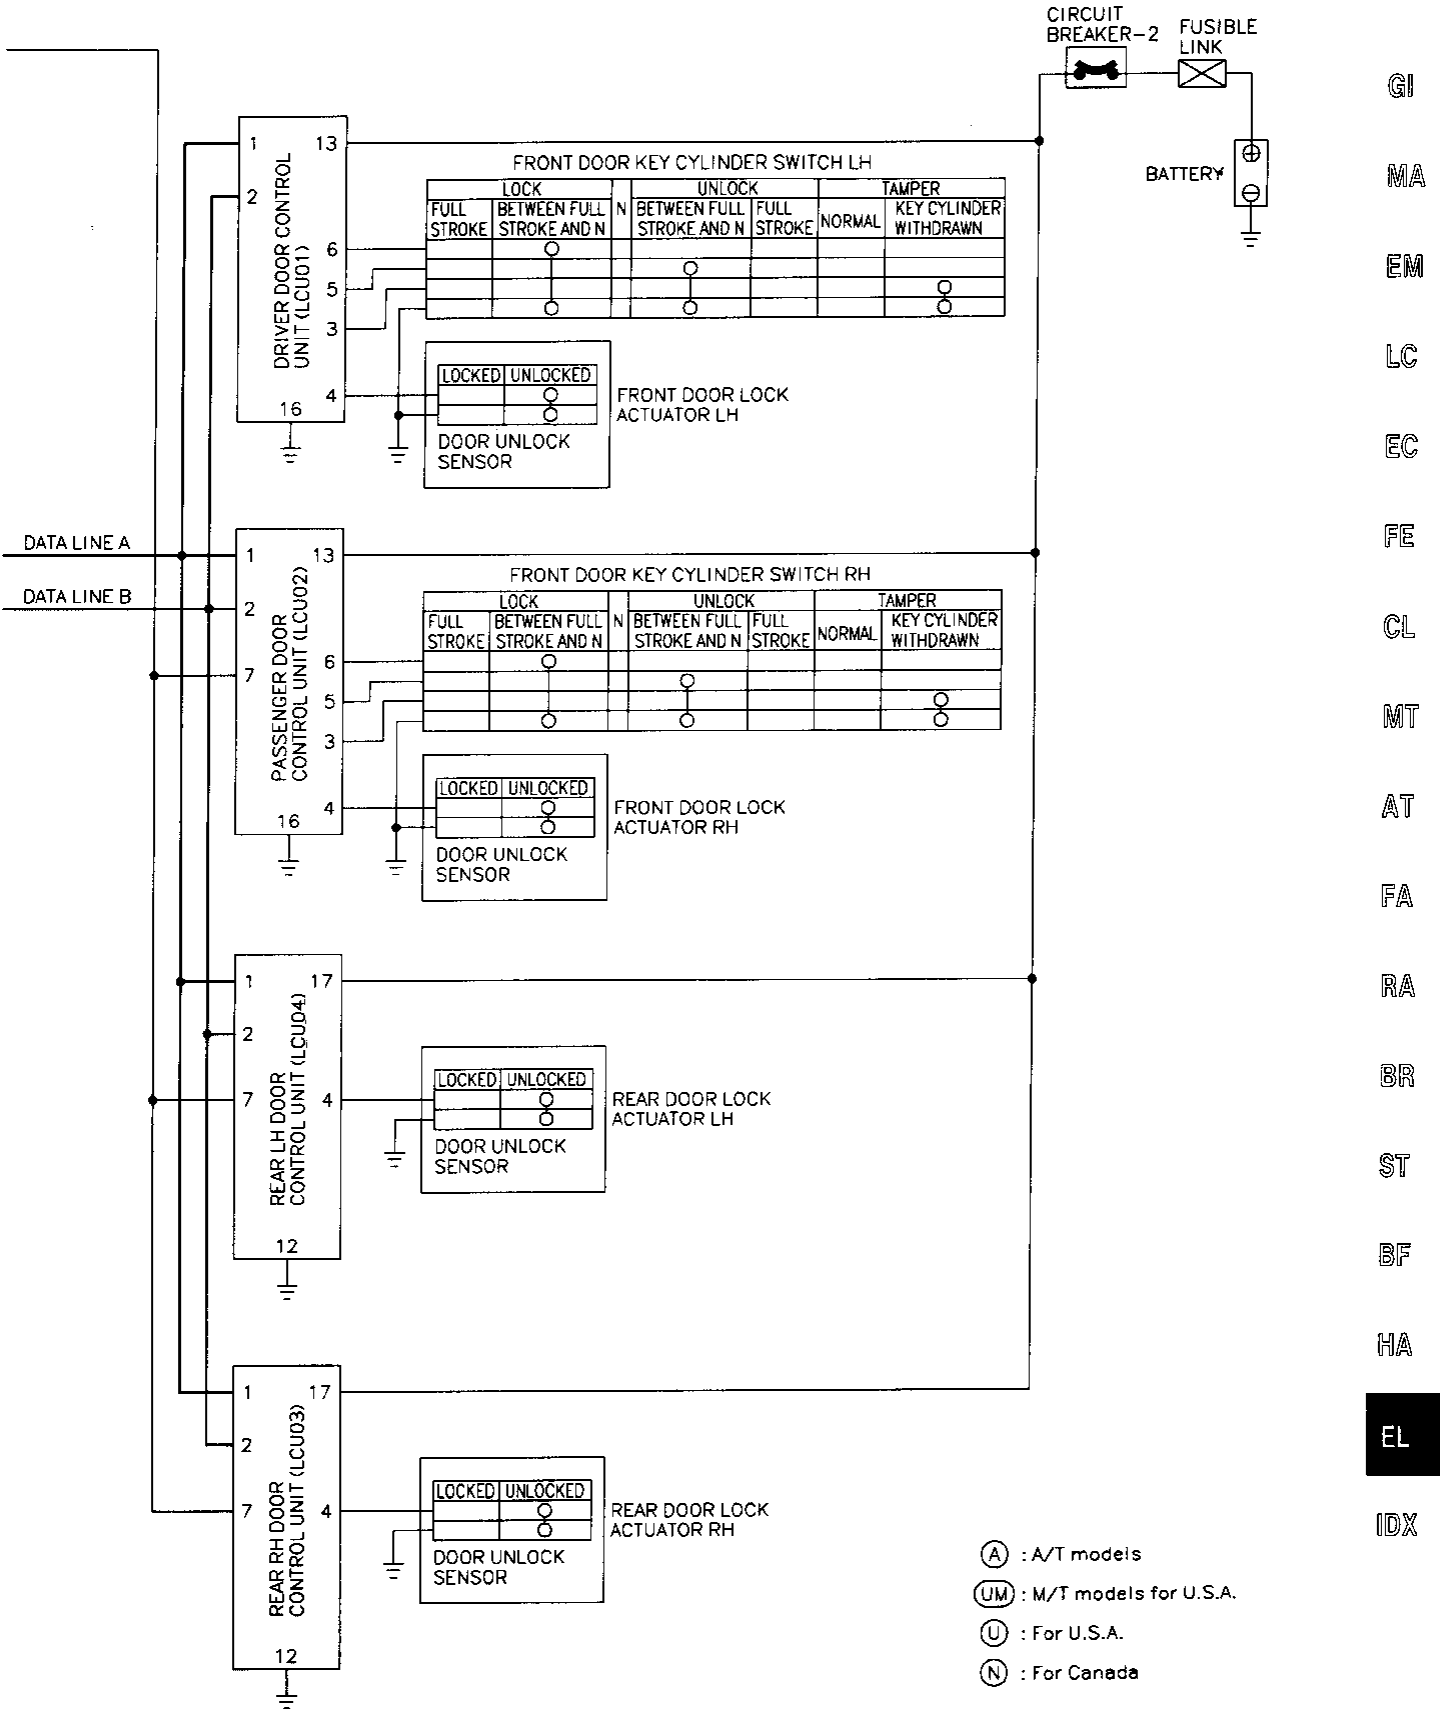 CIRCUIT
BREAKER-2
FUSIBLE
LINK
BATTERY
GI
MA
EM
LC
EC
FE
CL
MT
AT
FA
RA
BR
ST
BF
HA
EL
IDX
1
2
13
6
5
3
4
16
DRIVER DOOR CONTROL
UNIT (LCU01)
FRONT DOOR KEY CYLINDER SWITCH LH
LOCK N UNLOCK TAMPER
FULL
STROKE
BETWEEN FULL
STROKE AND N
BETWEEN FULL
STROKE AND N
FULL
STROKE
NORMAL
KEY CYLINDER
WITHDRAWN
LOCKED UNLOCKED
DOOR UNLOCK
SENSOR
FRONT DOOR LOCK
ACTUATOR LH
DATA LINE A
DATA LINE B
1
2
7
13
6
5
3
4
16
PASSENGER DOOR
CONTROL UNIT (LCU02)
FRONT DOOR KEY CYLINDER SWITCH RH
LOCK N UNLOCK TAMPER
FULL
STROKE
BETWEEN FULL
STROKE AND N
BETWEEN FULL
STROKE AND N
FULL
STROKE
NORMAL
KEY CYLINDER
WITHDRAWN
LOCKED UNLOCKED
DOOR UNLOCK
SENSOR
FRONT DOOR LOCK
ACTUATOR RH
1
2
7
17
4
12
REAR LH DOOR
CONTROL UNIT (LCU04)
LOCKED UNLOCKED
DOOR UNLOCK
SENSOR
REAR DOOR LOCK
ACTUATOR LH
1
2
7
17
4
12
REAR RH DOOR
CONTROL UNIT (LCU03)
LOCKED UNLOCKED
DOOR UNLOCK
SENSOR
REAR DOOR LOCK
ACTUATOR RH
A : A/T models
UM : M/T models for U.S.A.
U : For U.S.A.
N : For Canada